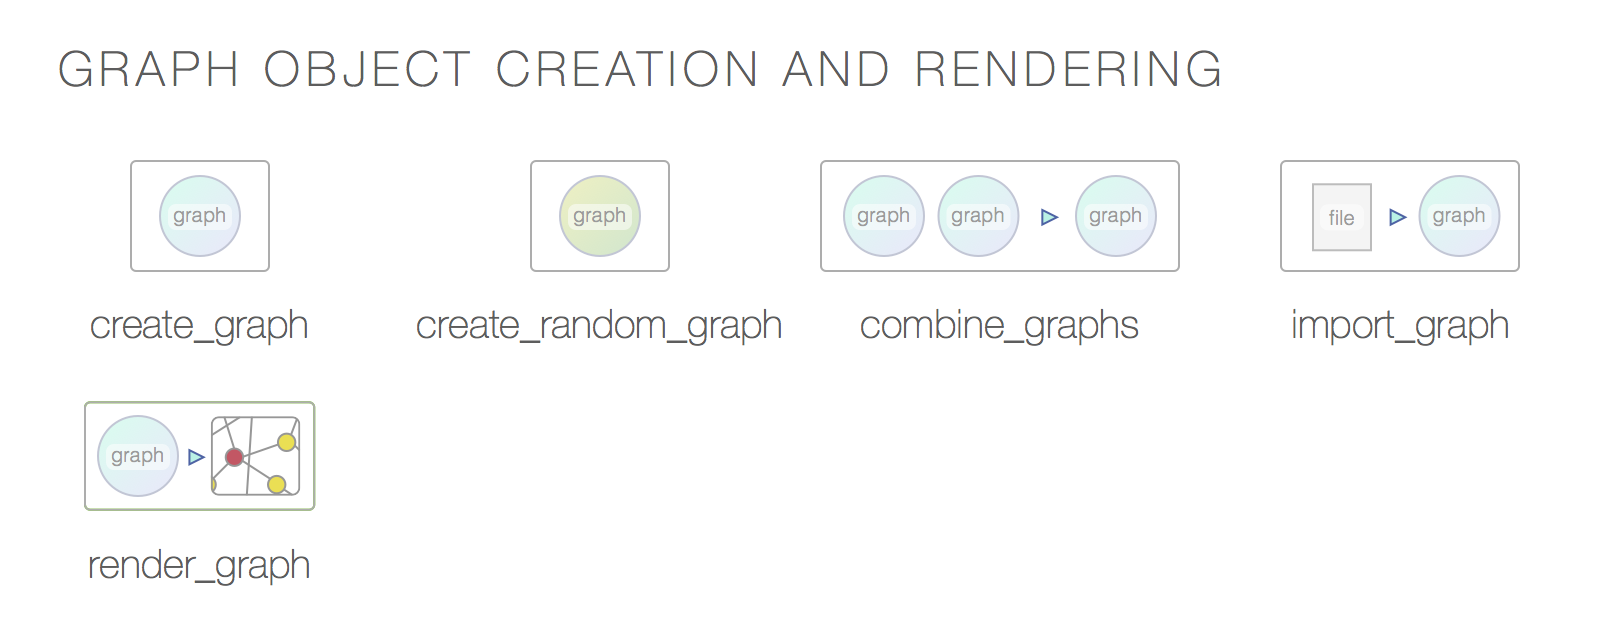 GRAPH OBJECT CREATION AND RENDERING
graph
graph
graph graph graph
file graph
create_graph
create_random_graph
combine_graphs
import_graph
graph
render_graph